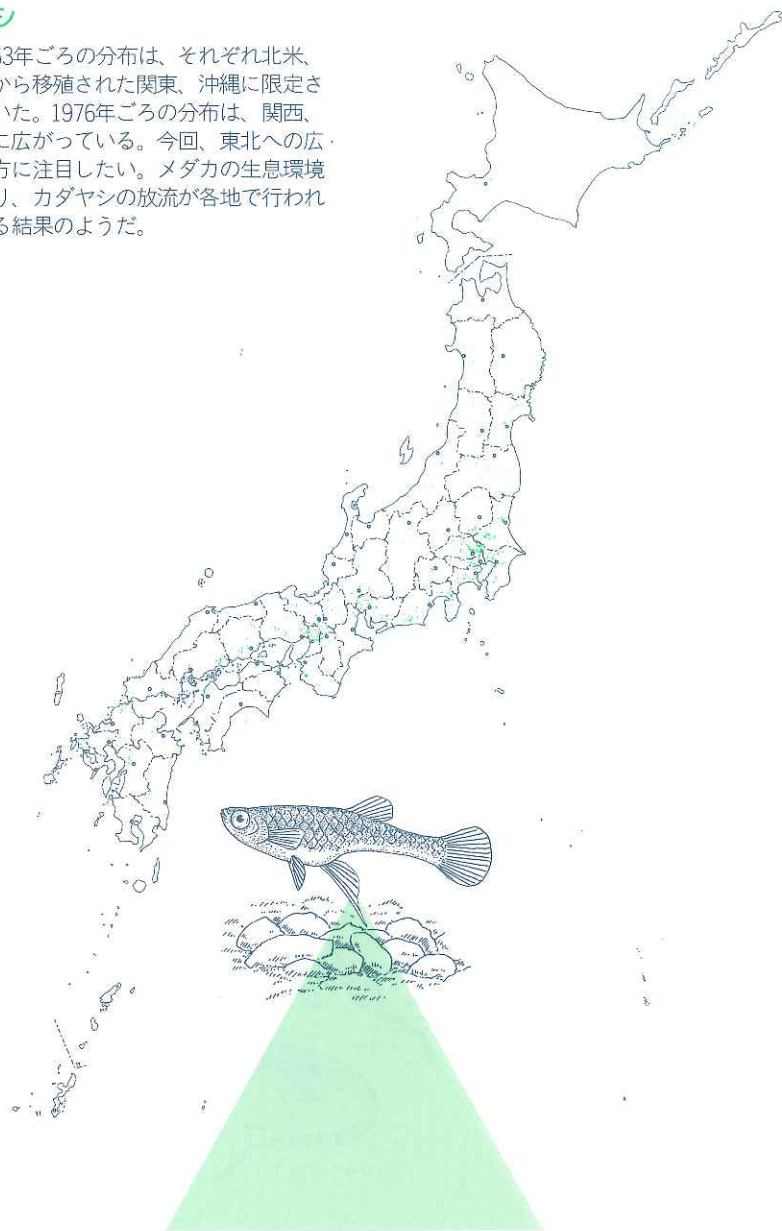 シ
63年ごろの分布は、それぞれ北米、
から移殖された関東、沖縄に限定さ
いた。1976年ごろの分布は、関西、
に広がっている。今回、東北への広
方に注目したい。メダカの生息環境
り、カダヤシの放流が各地で行われ
る結果のようだ。